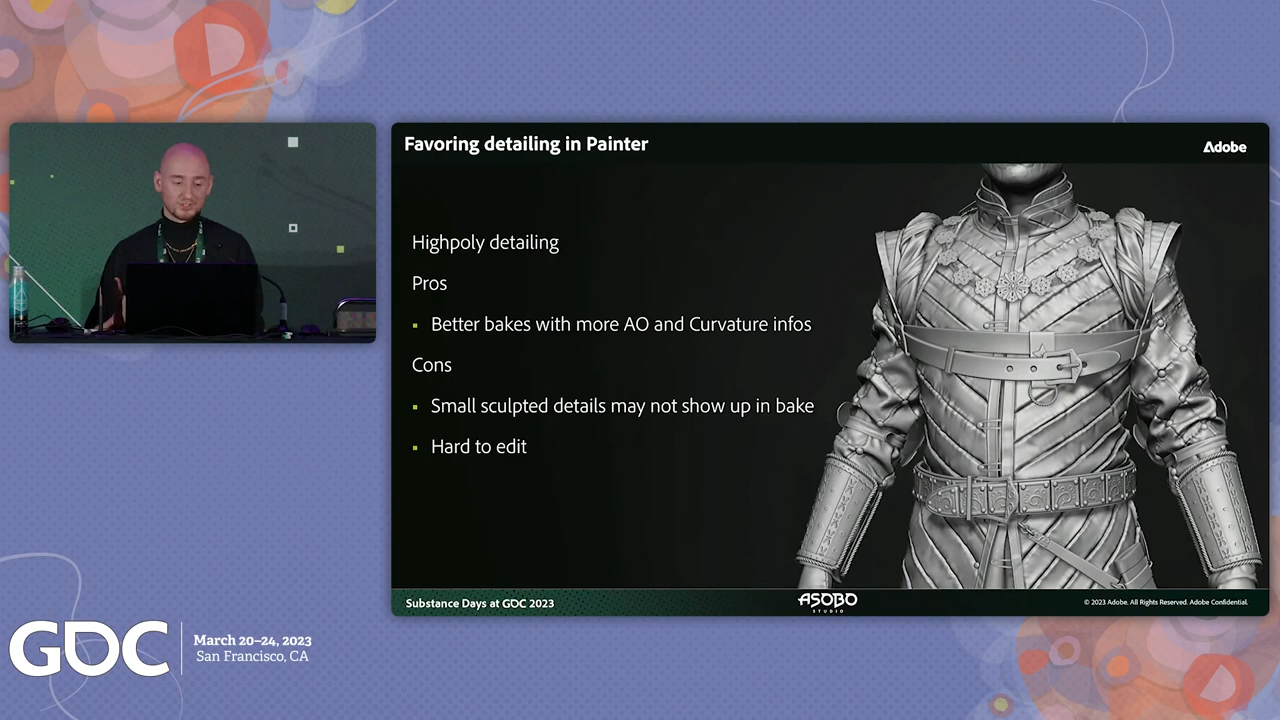 Favoring detailing in Painter
Adobe
Highpoly detailing
Pros
Better bakes with more AO and Curvature infos
Cons
Small sculpted details may not show up in bake
Hard to edit
Substance Days at GDC 2023
ASOBO
STUDIO
© 2023 Adobe. All Rights Reserved. Adobe Confidential.
GDC
March 20-24, 2023
San Francisco, CA